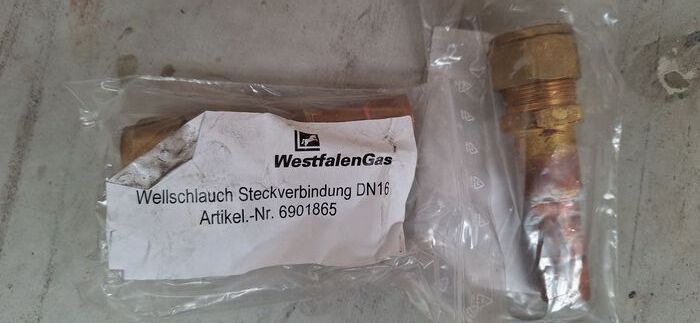 WestfalenGas
Wellschlauch Steckverbindung DN16
Artikel.-Nr. 6901865